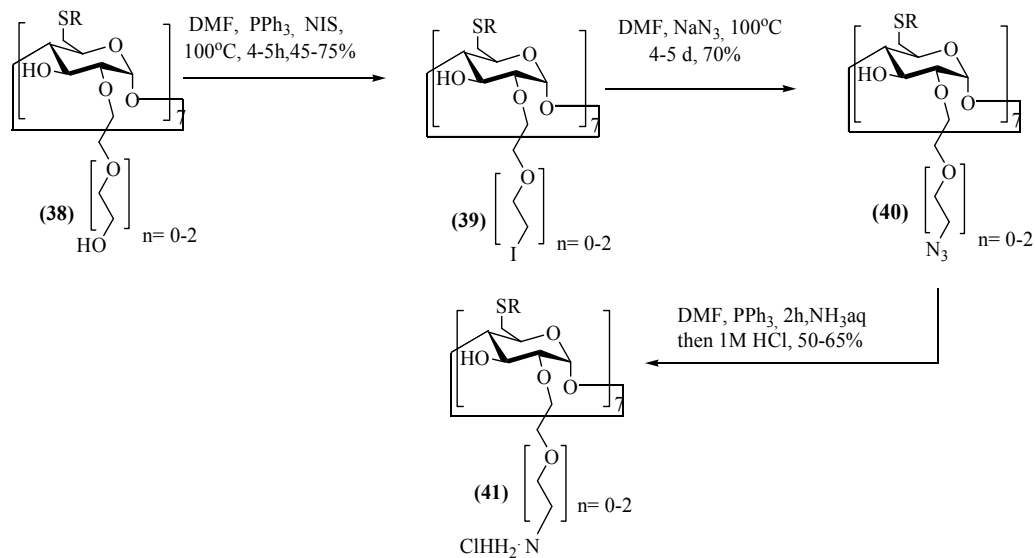 SR
DMF, PPh3, NIS,
100°C, 4-5h,45-75%
SR
DMF, NaN3, 100°C
4-5 d, 70%
SR
O
HO
O
O
7
O
HO
O
O
7
O
HO
O
O
7
O
O
O
(38)
HO
n= 0-2
(39)
I
n= 0-2
(40)
N3
n= 0-2
SR
DMF, PPh3, 2h,NH3aq
then 1M HCl, 50-65%
O
HO
O
O
7
O
(41)
n= 0-2
ClHH2· N